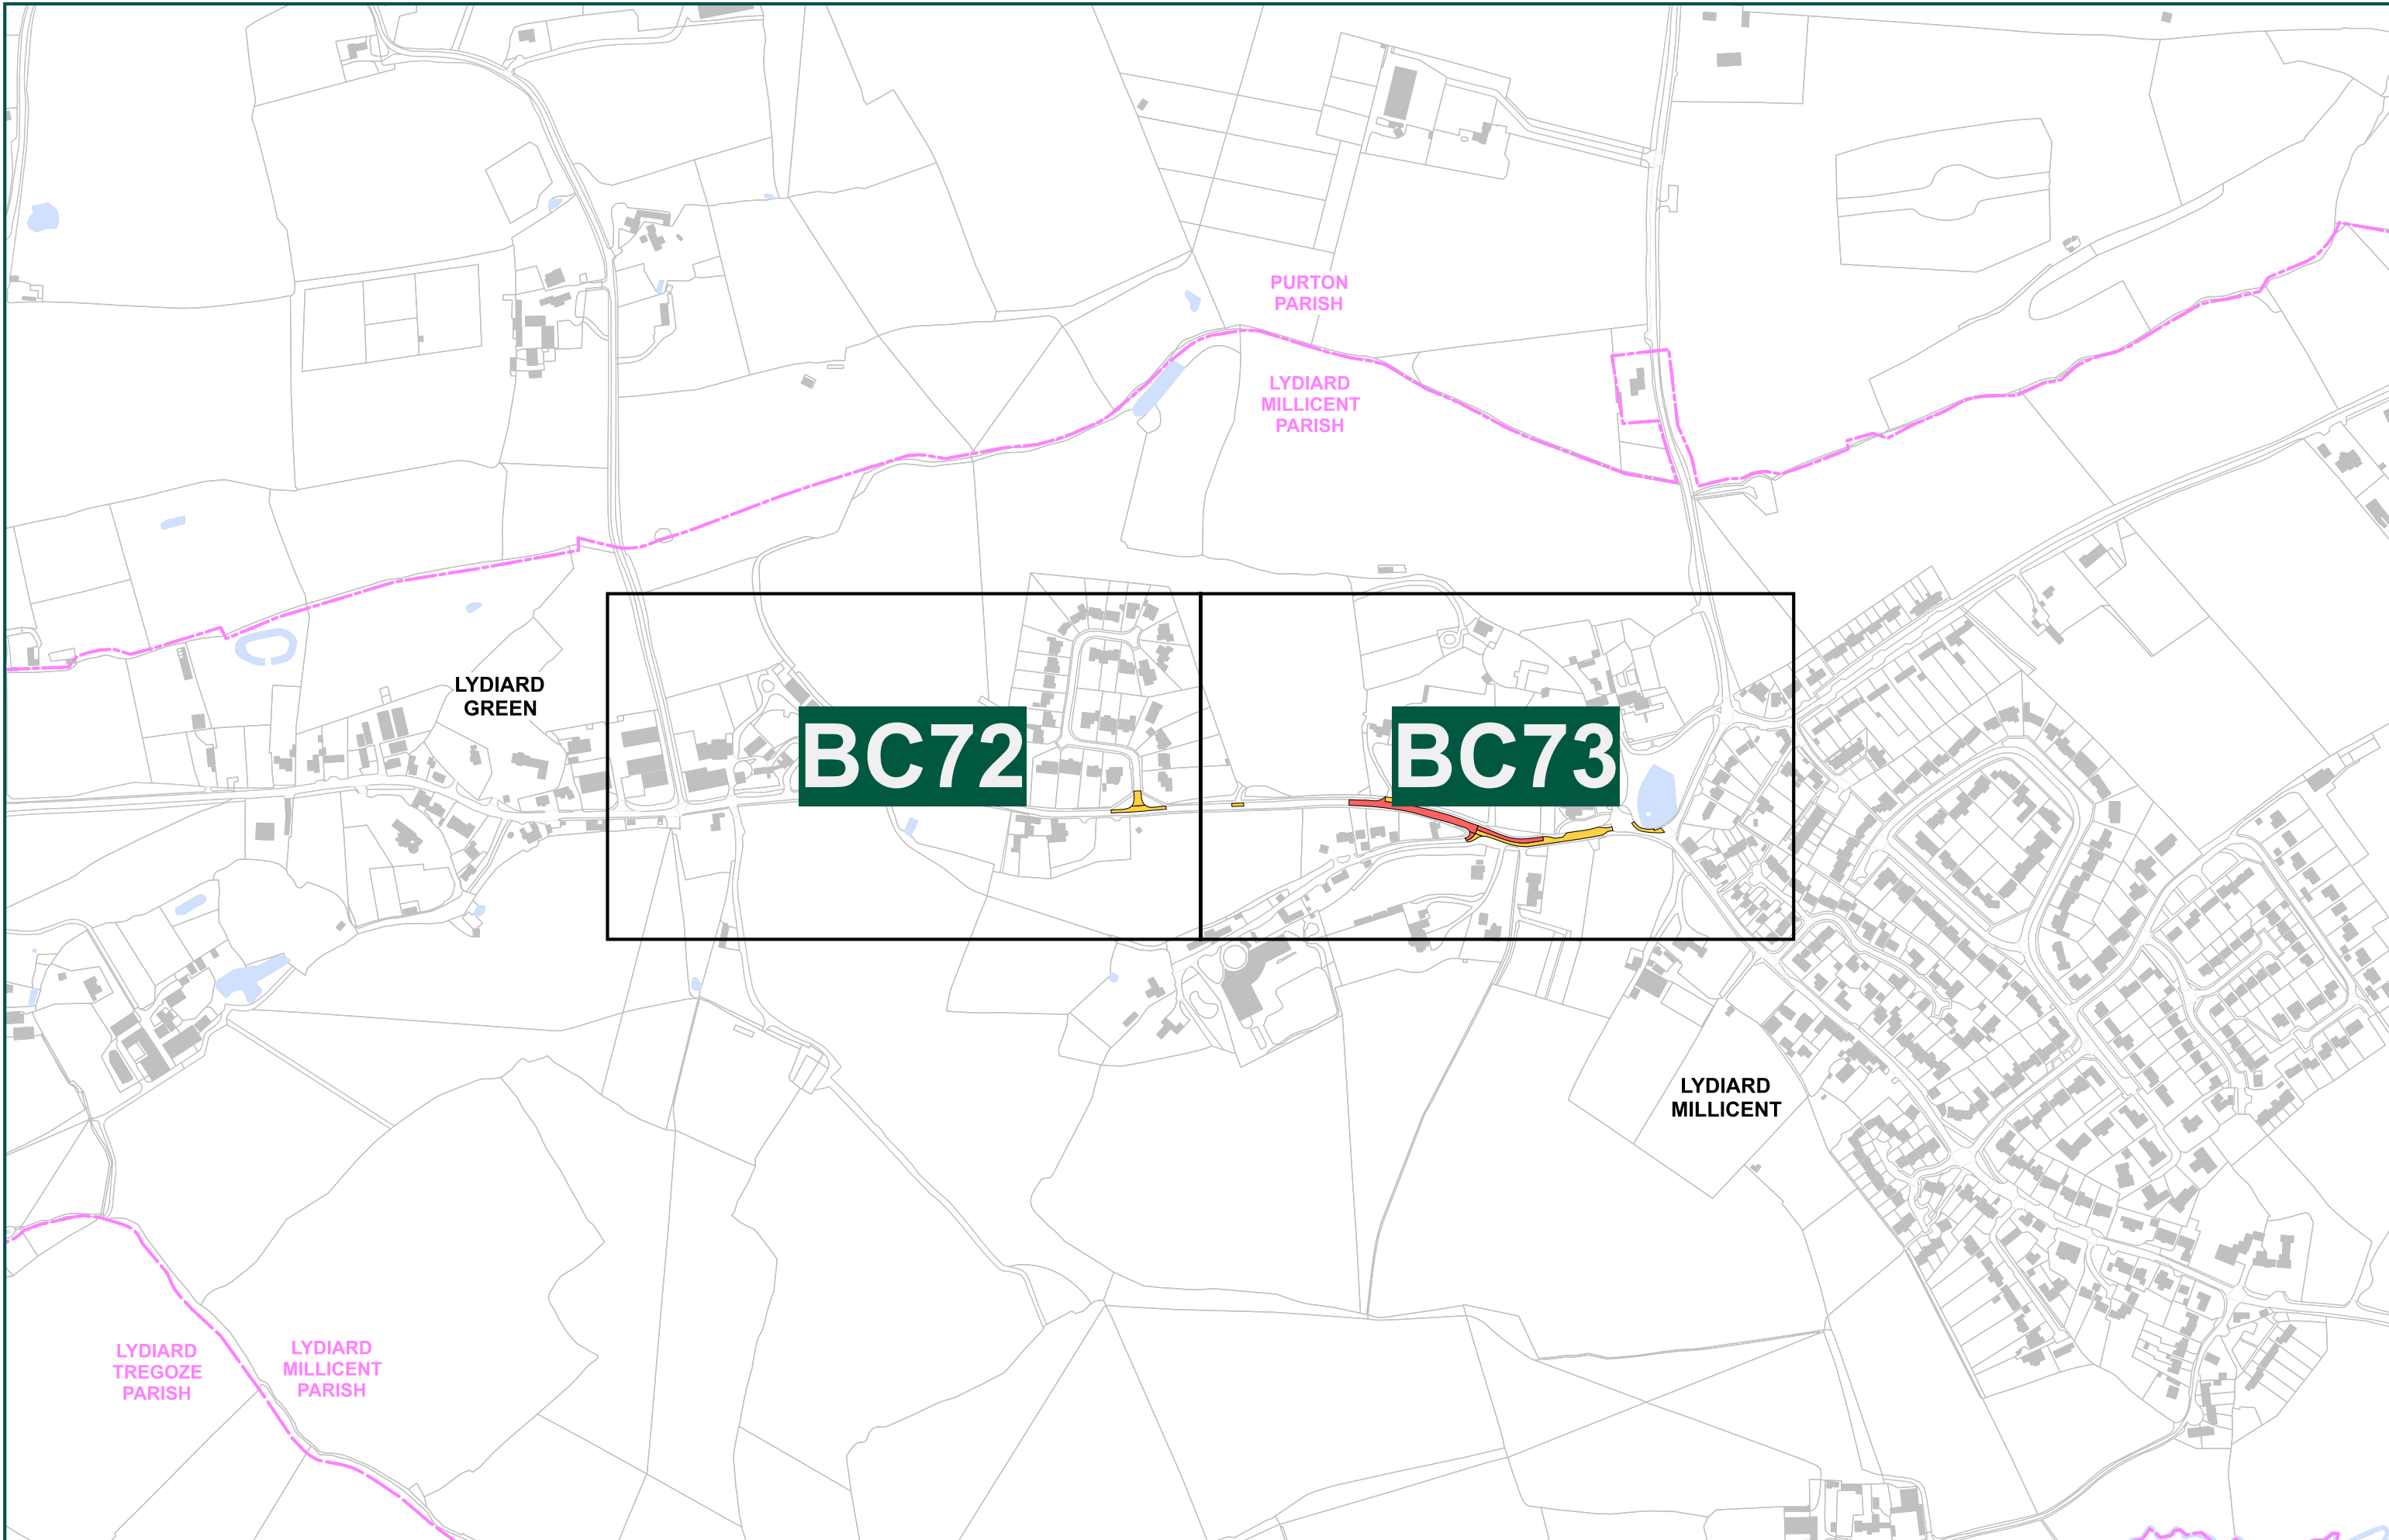 PURTON
PARISH
LYDIARD
MILLICENT
PARISH
LYDIARD
GREEN
BC72
BC73
LYDIARD
MILLICENT
LYDIARD
TREGOZE
PARISH
LYDIARD
MILLICENT
PARISH